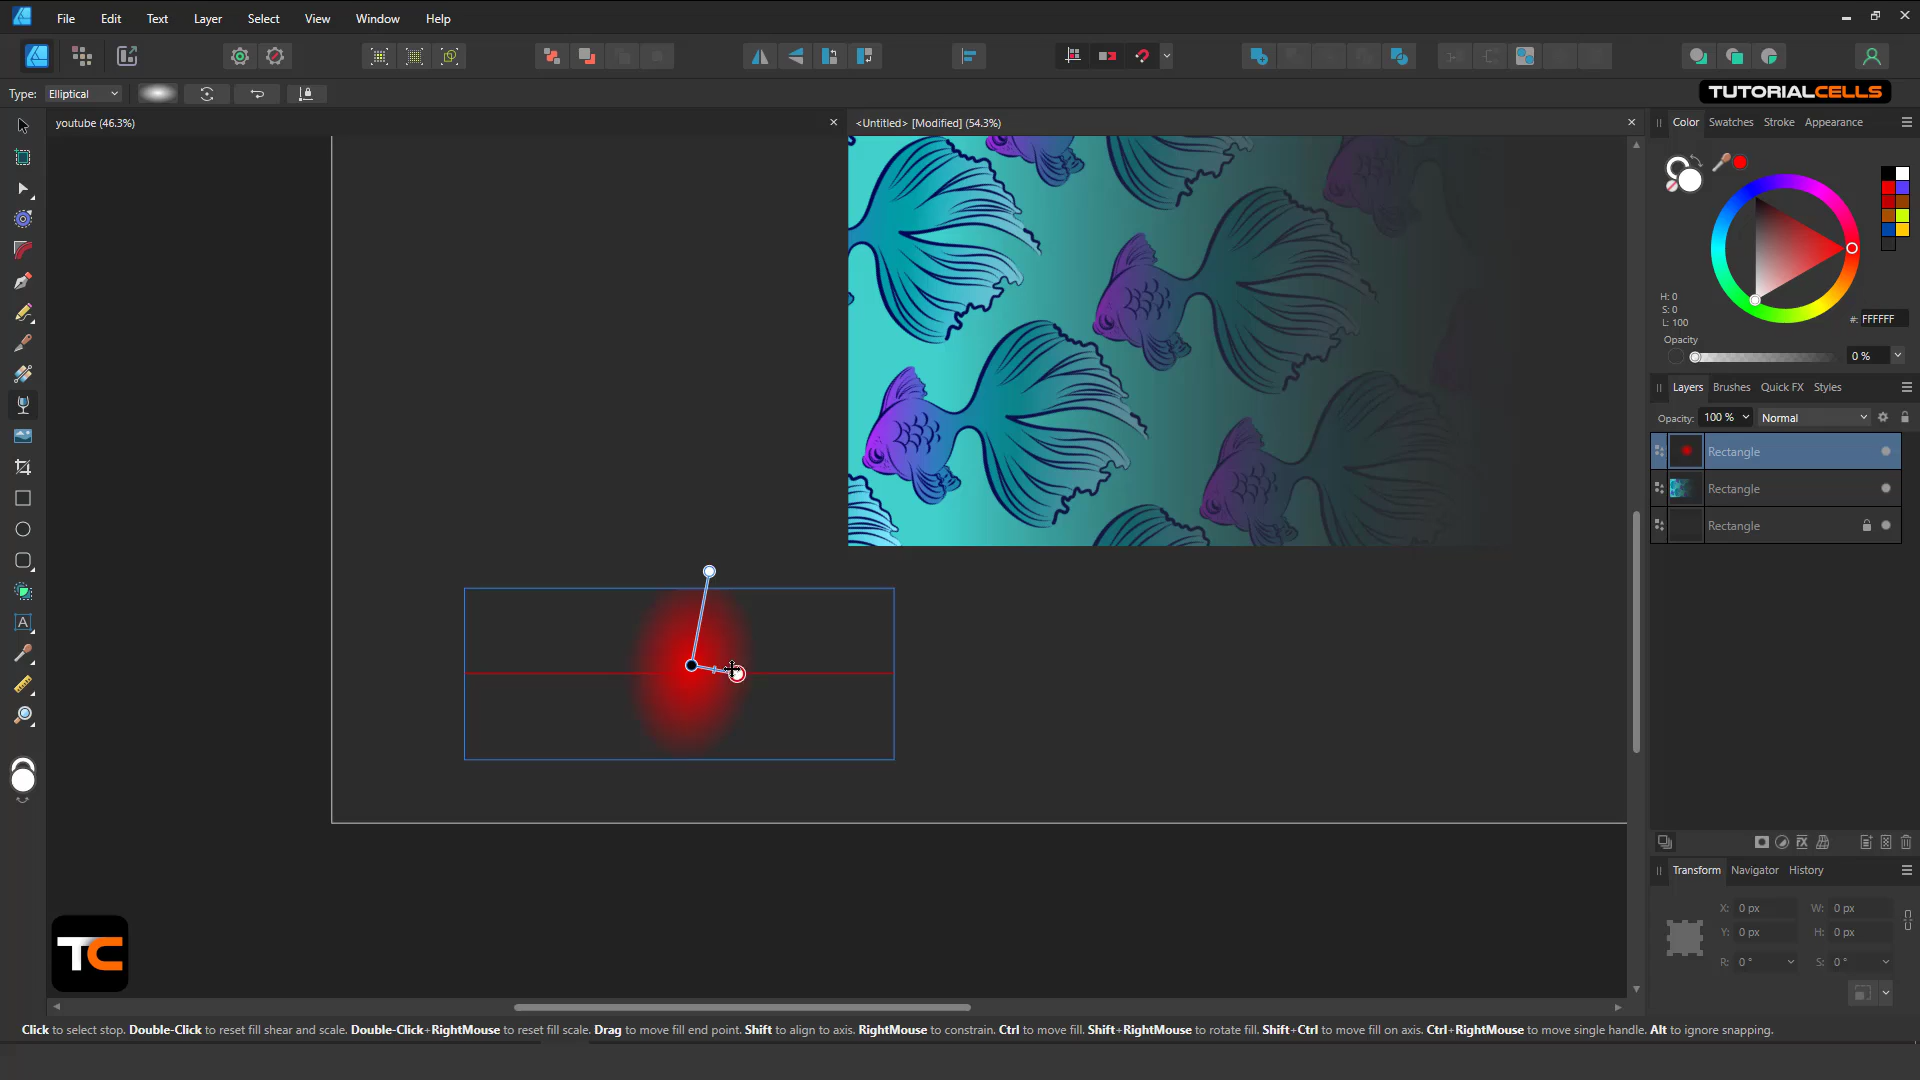 File Edit Text Layer Select View Window Help
Type: Elliptical
TUTORIALCELLS
youtube (46.3%)
<Untitled> [Modified] (54.3%)
Color Swatches Stroke Appearance
H: 0
S: 0
L: 100
#: FFFFFF
Opacity
0 %
Layers Brushes Quick FX Styles
Opacity: 100 % Normal
Rectangle
Rectangle
Rectangle
A
Transform Navigator History
X: 0 px W: 0 px
Y: 0 px H: 0 px
R: 0 ° S: 0 °
TC
Click to select stop. Double-Click to reset fill shear and scale. Double-Click+RightMouse to reset fill scale. Drag to move fill end point. Shift to align to axis. RightMouse to constrain. Ctrl to move fill. Shift+RightMouse to rotate fill. Shift+Ctrl to move fill on axis. Ctrl+RightMouse to move single handle. Alt to ignore snapping.